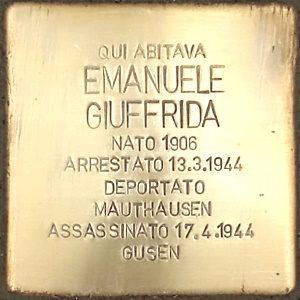 QUI ABITAVA
EMANUELE
GIUFFRIDA
NATO 1906
ARRESTATO 13.3.1944
DEPORTATO
MAUTHAUSEN
ASSASSINATO 17.4.1944
GUSEN